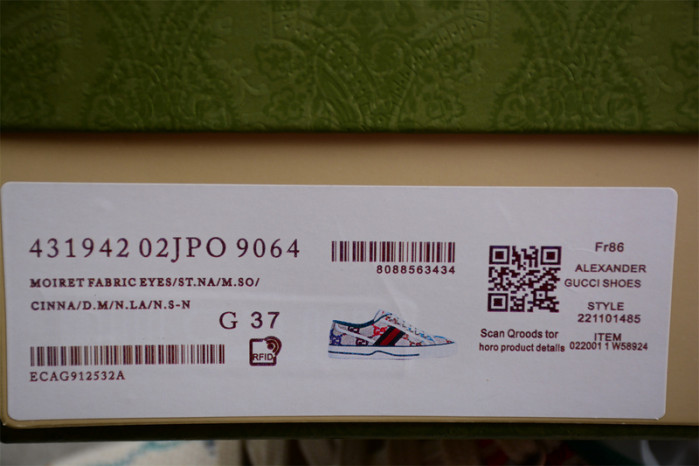 431942 02JPO 9064
MOIRET FABRIC EYES/ST.NA/M.SO/
CINNA/D.M/N.LA/N.S-N
G 37
RFID
ECAG912532A
8088563434
Scan Qroods tor
horo product details
Fr86
ALEXANDER
GUCCI SHOES
STYLE
221101485
ITEM
022001 1 W58924